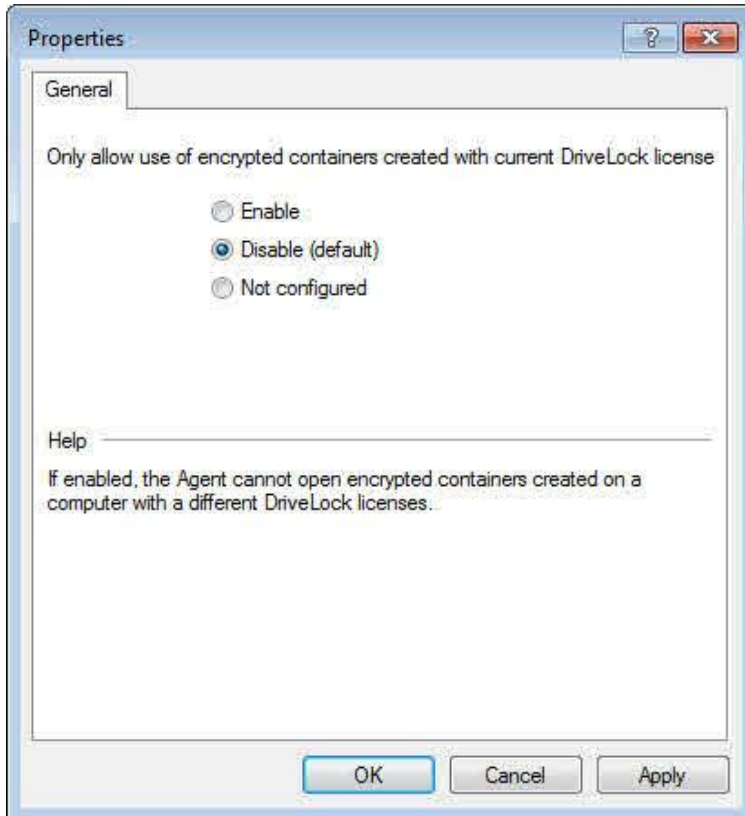 Properties
General
Only allow use of encrypted containers created with current DriveLock license
Enable
Disable (default)
Not configured
Help
If enabled, the Agent cannot open encrypted containers created on a
computer with a different DriveLock licenses.
OK
Cancel
Apply